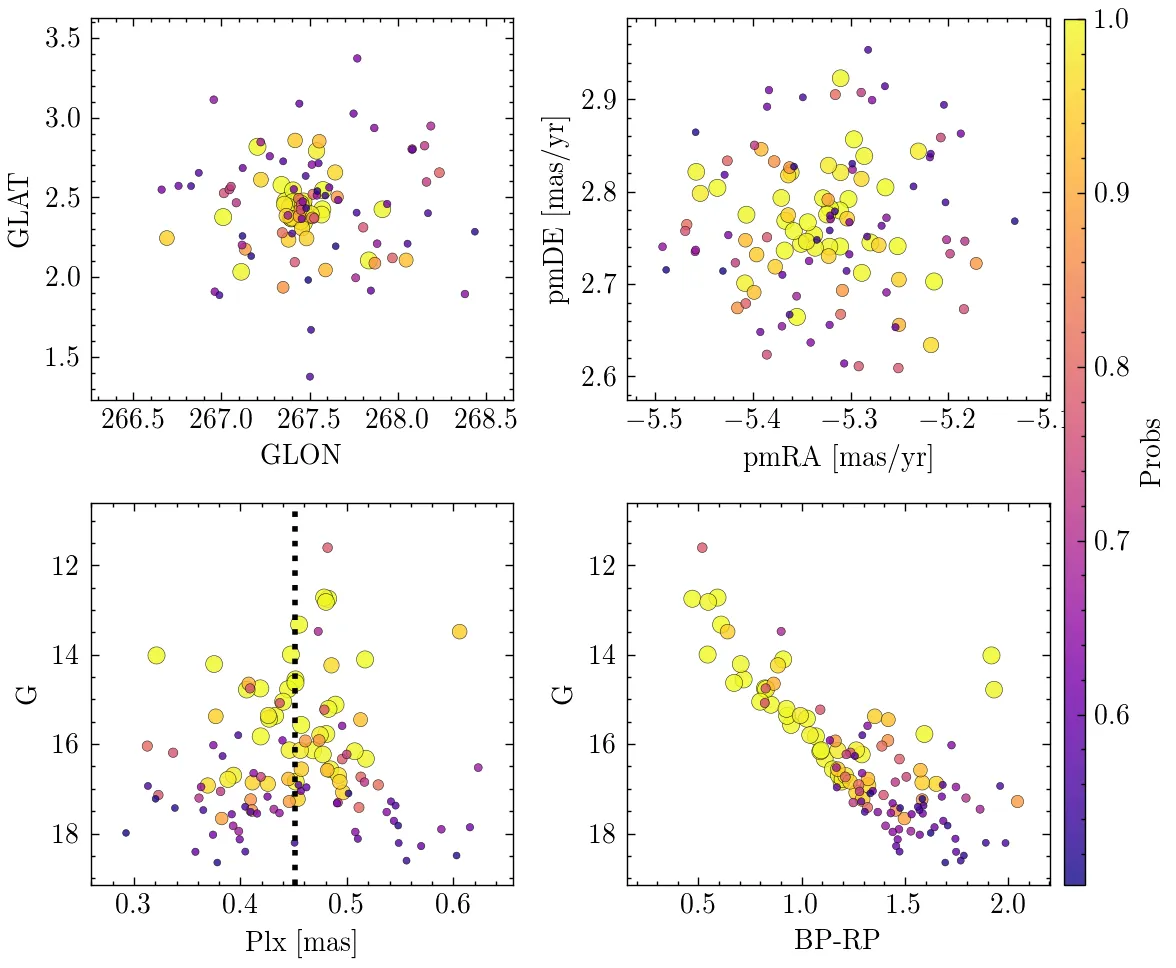 3.5
3.0
2.5
2.0
1.5
GLAT
266.5 267.0 267.5 268.0 268.5
GLON
2.9
2.8
2.7
2.6
pmDE [mas/yr]
−5.5 −5.4 −5.3 −5.2 −5.1
pmRA [mas/yr]
1.0
0.9
0.8
0.7
0.6
Probs
12
14
16
18
G
0.3 0.4 0.5 0.6
Plx [mas]
12
14
16
18
G
0.5 1.0 1.5 2.0
BP-RP